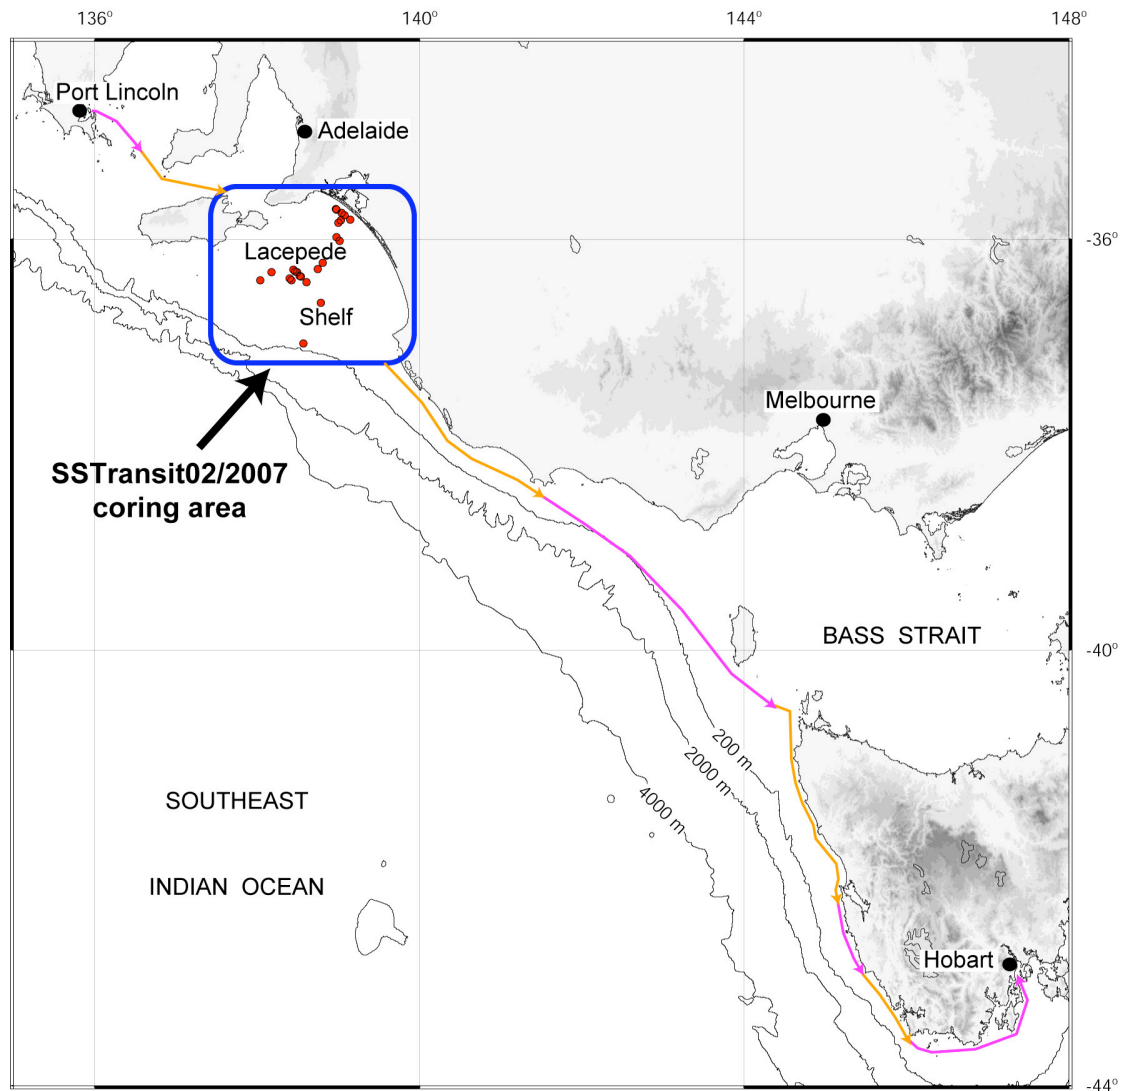 136° 140° 144° 148°
Port Lincoln
Adelaide
-36°
Lacepede
Shelf
Melbourne
SSTransit02/2007
coring area
BASS STRAIT
-40°
200 m
2000 m
4000 m
SOUTHEAST
INDIAN OCEAN
Hobart
-44°